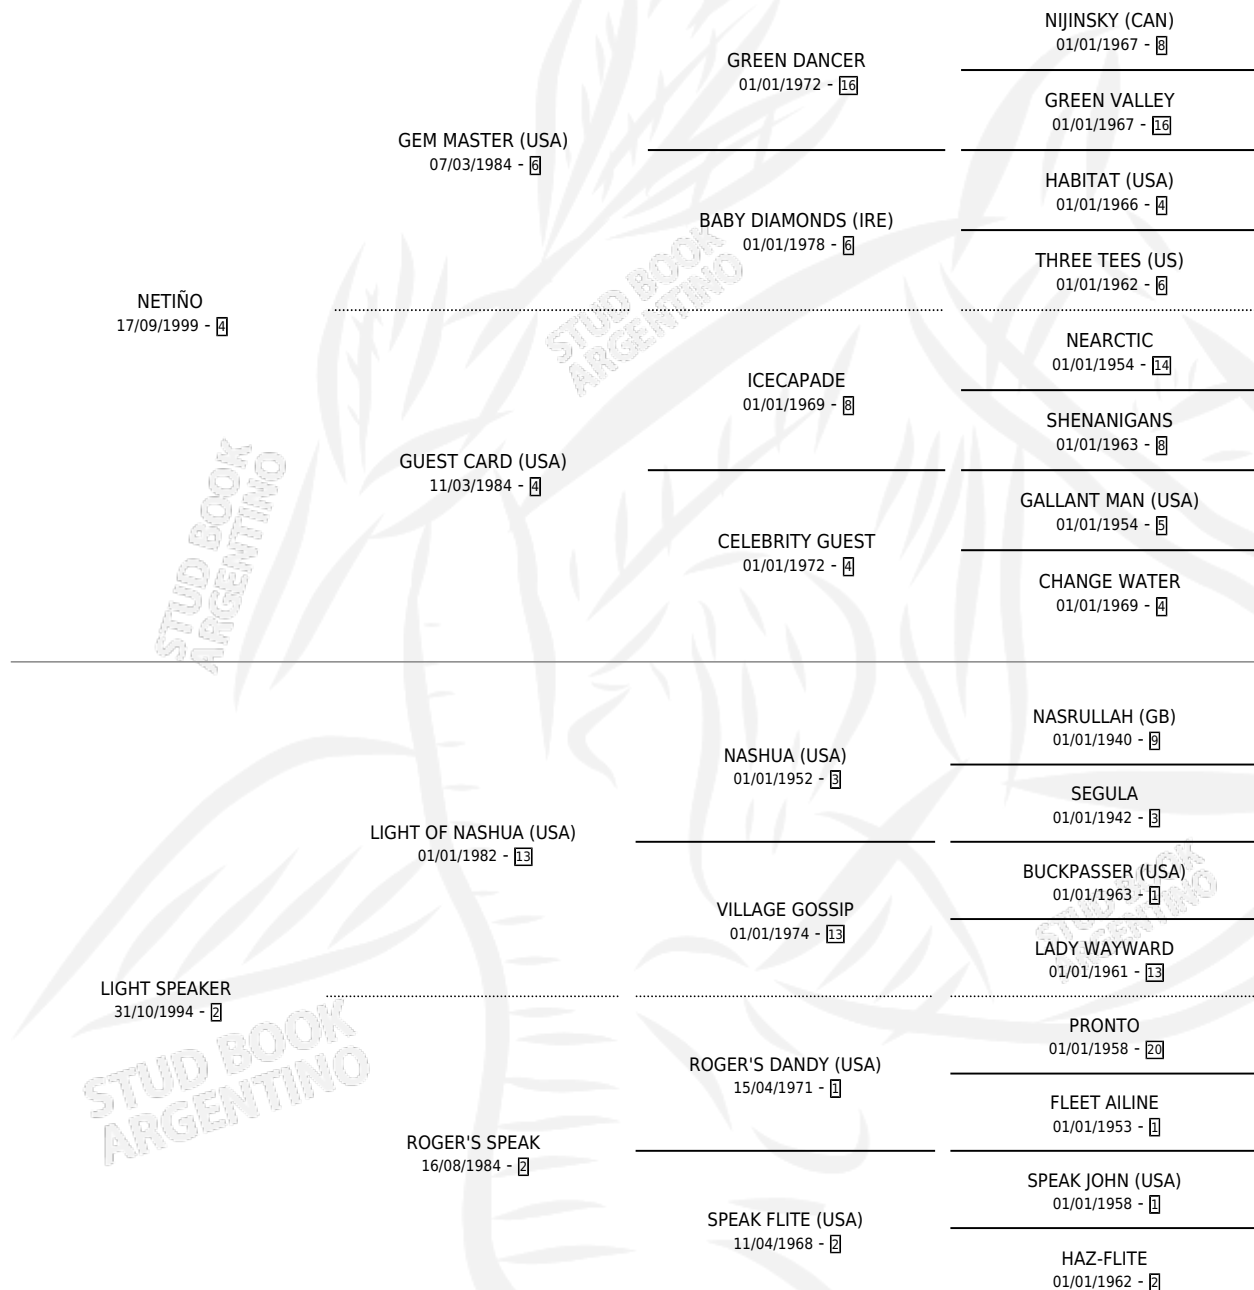 NIJINSKY (CAN)
01/01/1967 - 8
GREEN DANCER
01/01/1972 - 16
GREEN VALLEY
01/01/1967 - 16
GEM MASTER (USA)
07/03/1984 - 6
HABITAT (USA)
01/01/1966 - 4
BABY DIAMONDS (IRE)
01/01/1978 - 6
THREE TEES (US)
01/01/1962 - 6
NETIÑO
17/09/1999 - 4
NEARCTIC
01/01/1954 - 14
ICECAPADE
01/01/1969 - 8
SHENANIGANS
01/01/1963 - 8
GUEST CARD (USA)
11/03/1984 - 4
GALLANT MAN (USA)
01/01/1954 - 5
CELEBRITY GUEST
01/01/1972 - 4
CHANGE WATER
01/01/1969 - 4
STUD BOOK
ARGENTINO
STUD BOOK
ARGENTINO
NASRULLAH (GB)
01/01/1940 - 9
NASHUA (USA)
01/01/1952 - 3
SEGULA
01/01/1942 - 3
LIGHT OF NASHUA (USA)
01/01/1982 - 13
BUCKPASSER (USA)
01/01/1963 - 1
VILLAGE GOSSIP
01/01/1974 - 13
LADY WAYWARD
01/01/1961 - 13
STUD BOOK
ARGENTINO
LIGHT SPEAKER
31/10/1994 - 2
PRONTO
01/01/1958 - 20
ROGER'S DANDY (USA)
15/04/1971 - 1
FLEET AILINE
01/01/1953 - 1
ROGER'S SPEAK
16/08/1984 - 2
SPEAK JOHN (USA)
01/01/1958 - 1
SPEAK FLITE (USA)
11/04/1968 - 2
HAZ-FLITE
01/01/1962 - 2
STUD BOOK
ARGENTINO